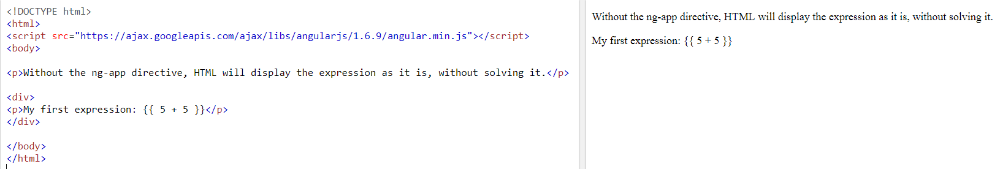 <!DOCTYPE html>
<html>
<script src="https://ajax.googleapis.com/ajax/libs/angularjs/1.6.9/angular.min.js"></script>
<body>
<p>Without the ng-app directive, HTML will display the expression as it is, without solving it.</p>
<div>
<p>My first expression: {{ 5 + 5 }}</p>
</div>
</body>
</html>
Without the ng-app directive, HTML will display the expression as it is, without solving it.
My first expression: {{ 5 + 5 }}